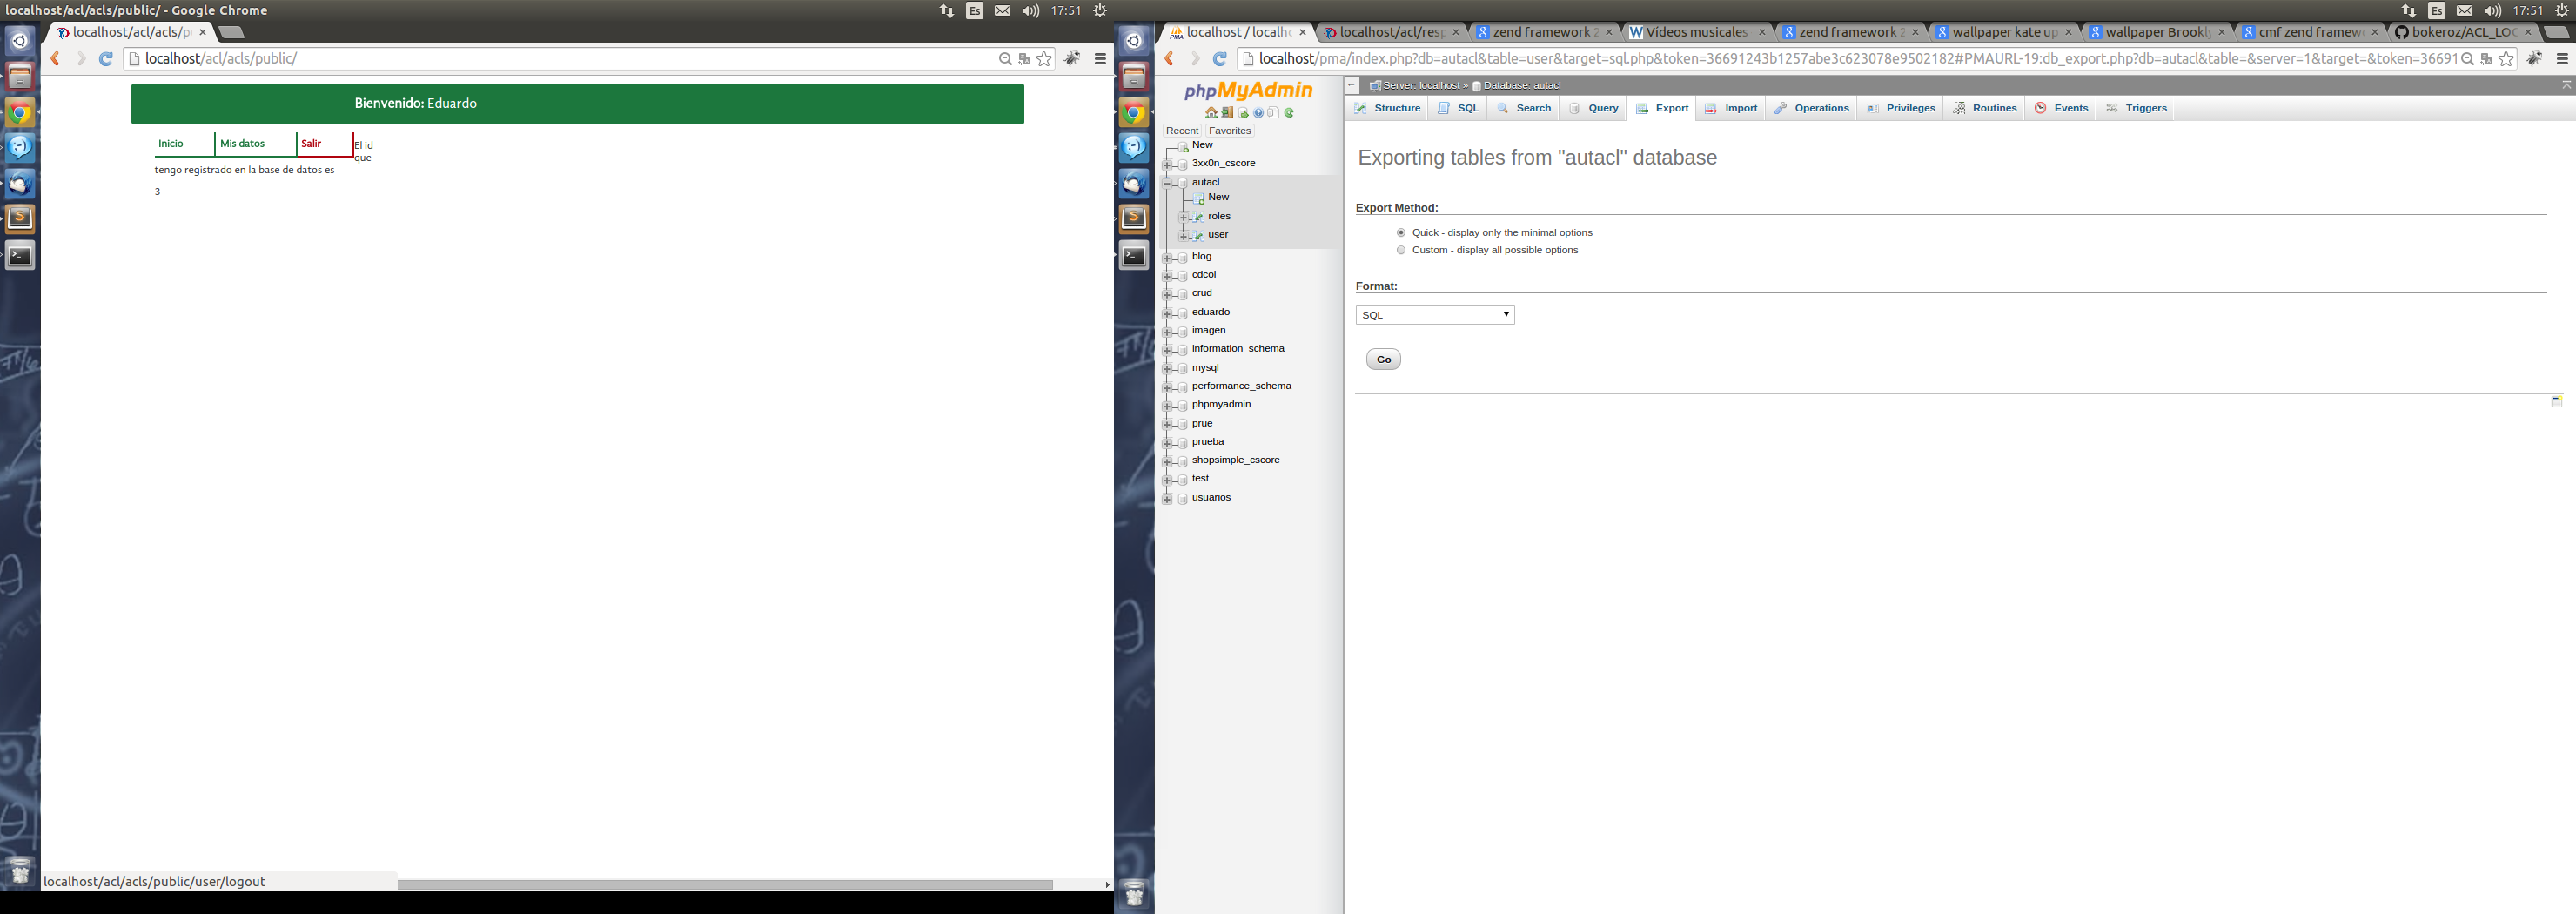 localhost/acl/acls/public/ - Google Chrome
Es
17:51
localhost/acl/acls/p
localhost/acl/acls/public/
Bienvenido: Eduardo
Inicio
Mis datos
Salir
El id que
tengo registrado en la base de datos es
3
localhost/acl/acls/public/user/logout
Es
17:51
localhost / localhc
localhost/acl/resp
zend framework 2
Vídeos musicales
zend framework 2
wallpaper kate up
wallpaper Brookly
cmf zend framew
bokeroz/ACL_LOC
localhost/pma/index.php?db=autacl&table=user&target=sql.php&token=36691243b1257abe3c623078e9502182#PMAURL-19:db_export.php?db=autacl&table=&server=1&target=&token=36691
phpMyAdmin
Recent
Favorites
New
3xx0n_cscore
autacl
New
roles
user
blog
cdcol
crud
eduardo
imagen
information_schema
mysql
performance_schema
phpmyadmin
prue
prueba
shopsimple_cscore
test
usuarios
Server: localhost » Database: autacl
Structure
SQL
Search
Query
Export
Import
Operations
Privileges
Routines
Events
Triggers
Exporting tables from "autacl" database
Export Method:
Quick - display only the minimal options
Custom - display all possible options
Format:
SQL
Go